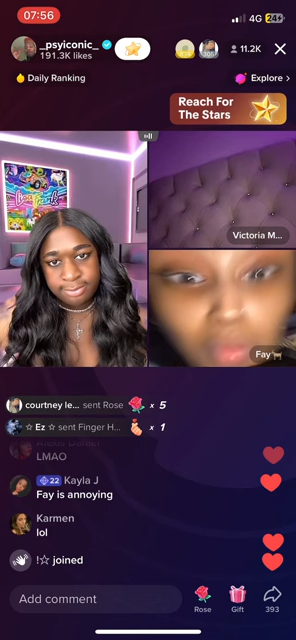 07:56
4G 24+
_psyiconic_
191.3K likes
11.2K
Daily Ranking
Explore >
Reach For
The Stars
Victoria M...
Fay🐆
courtney le... sent Rose x 5
☆ Ez ☆ sent Finger H... x 1
LMAO
22 Kayla J
Fay is annoying
Karmen
lol
!☆ joined
Add comment
Rose
Gift
393